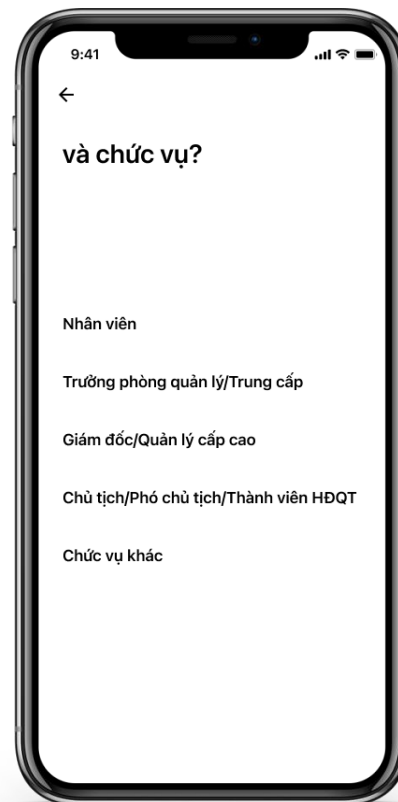 9:41
và chức vụ?
Nhân viên
Trưởng phòng quản lý/Trung cấp
Giám đốc/Quản lý cấp cao
Chủ tịch/Phó chủ tịch/Thành viên HĐQT
Chức vụ khác